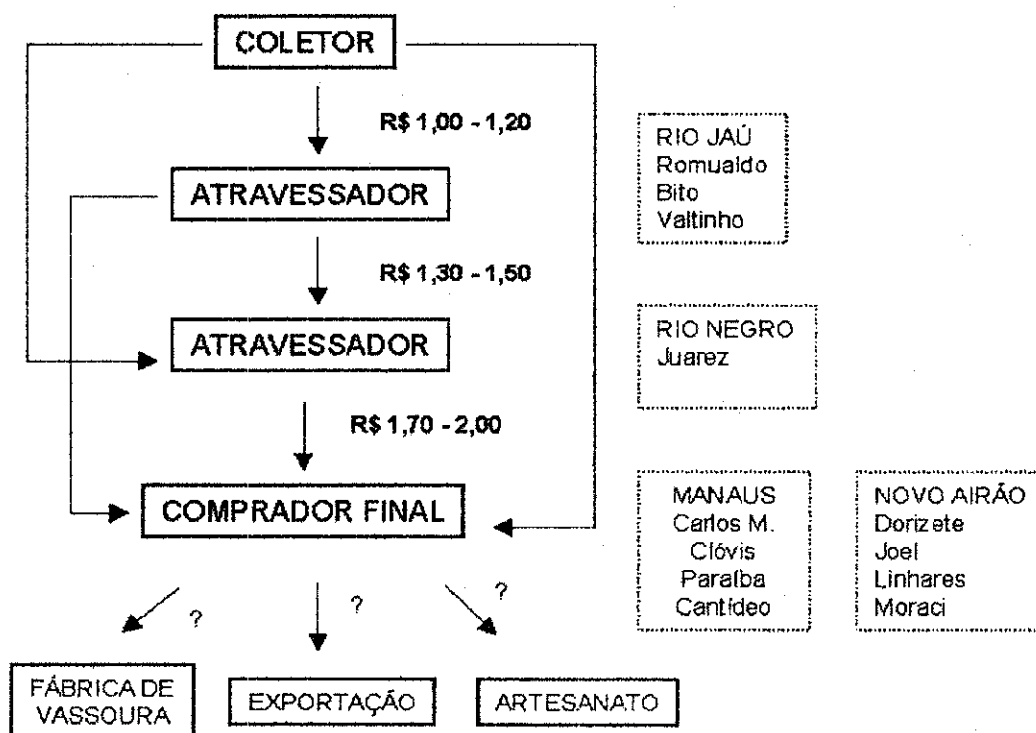 COLETOR
R$ 1,00 - 1,20
ATRAVESSADOR
R$ 1,30 - 1,50
ATRAVESSADOR
R$ 1,70 - 2,00
COMPRADOR FINAL
?
?
?
FÁBRICA DE
VASSOURA
EXPORTAÇÃO
ARTESANATO
RIO JAÚ
Romualdo
Bito
Valtinho
RIO NEGRO
Juarez
MANAUS
Carlos M.
Clóvis
Paraíba
Cantídeo
NOVO AIRÃO
Dorizete
Joel
Linhares
Moraci